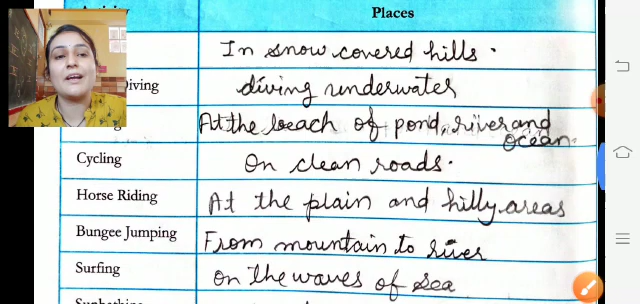 Places
In snow covered hills.
Diving diving underwater
At the beach of pond, river and ocean.
Cycling On clean roads.
Horse Riding At the plain and hilly areas
Bungee Jumping From mountain to river
Surfing On the waves of sea